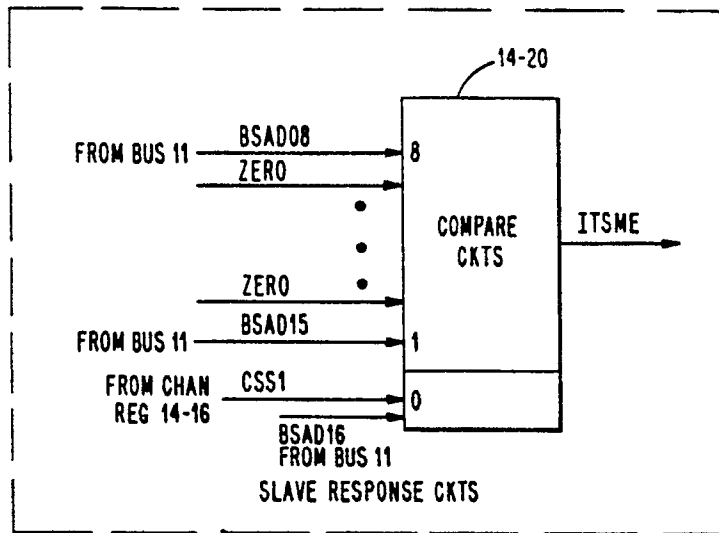 14-20
BSAD08
FROM BUS 11
8
ZERO
COMPARE
CKTS
ITSME
ZERO
BSAD15
FROM BUS 11
1
FROM CHAN
REG 14-16
CSS1
0
BSAD16
FROM BUS 11
SLAVE RESPONSE CKTS